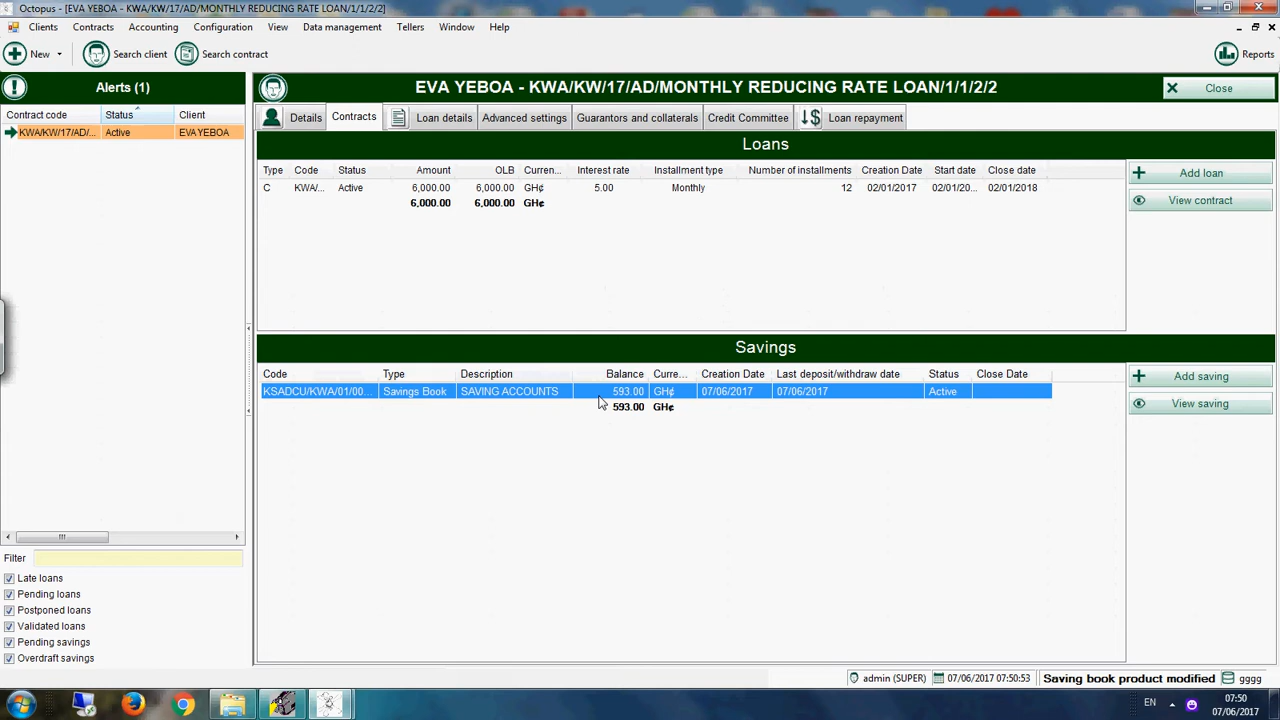 Octopus - [EVA YEBOA - KWA/KW/17/AD/MONTHLY REDUCING RATE LOAN/1/1/2/2]
Clients Contracts Accounting Configuration View Data management Tellers Window Help
New Search client Search contract Reports
Alerts (1)
EVA YEBOA - KWA/KW/17/AD/MONTHLY REDUCING RATE LOAN/1/1/2/2
Close
Contract code Status Client
KWA/KW/17/AD/... Active EVA YEBOA
Details Contracts Loan details Advanced settings Guarantors and collaterals Credit Committee Loan repayment
Loans
Type Code Status Amount OLB Curren... Interest rate Installment type Number of installments Creation Date Start date Close date
C KWA/... Active 6,000.00 6,000.00 GH¢ 5.00 Monthly 12 02/01/2017 02/01/20... 02/01/2018
6,000.00 6,000.00 GH¢
Add loan
View contract
Savings
Code Type Description Balance Curre... Creation Date Last deposit/withdraw date Status Close Date
KSADCU/KWA/01/00... Savings Book SAVING ACCOUNTS 593.00 GH¢ 07/06/2017 07/06/2017 Active
593.00 GH¢
Add saving
View saving
Filter
Late loans
Pending loans
Postponed loans
Validated loans
Pending savings
Overdraft savings
admin (SUPER) 07/06/2017 07:50:53 Saving book product modified gggg
EN 07:50
07/06/2017